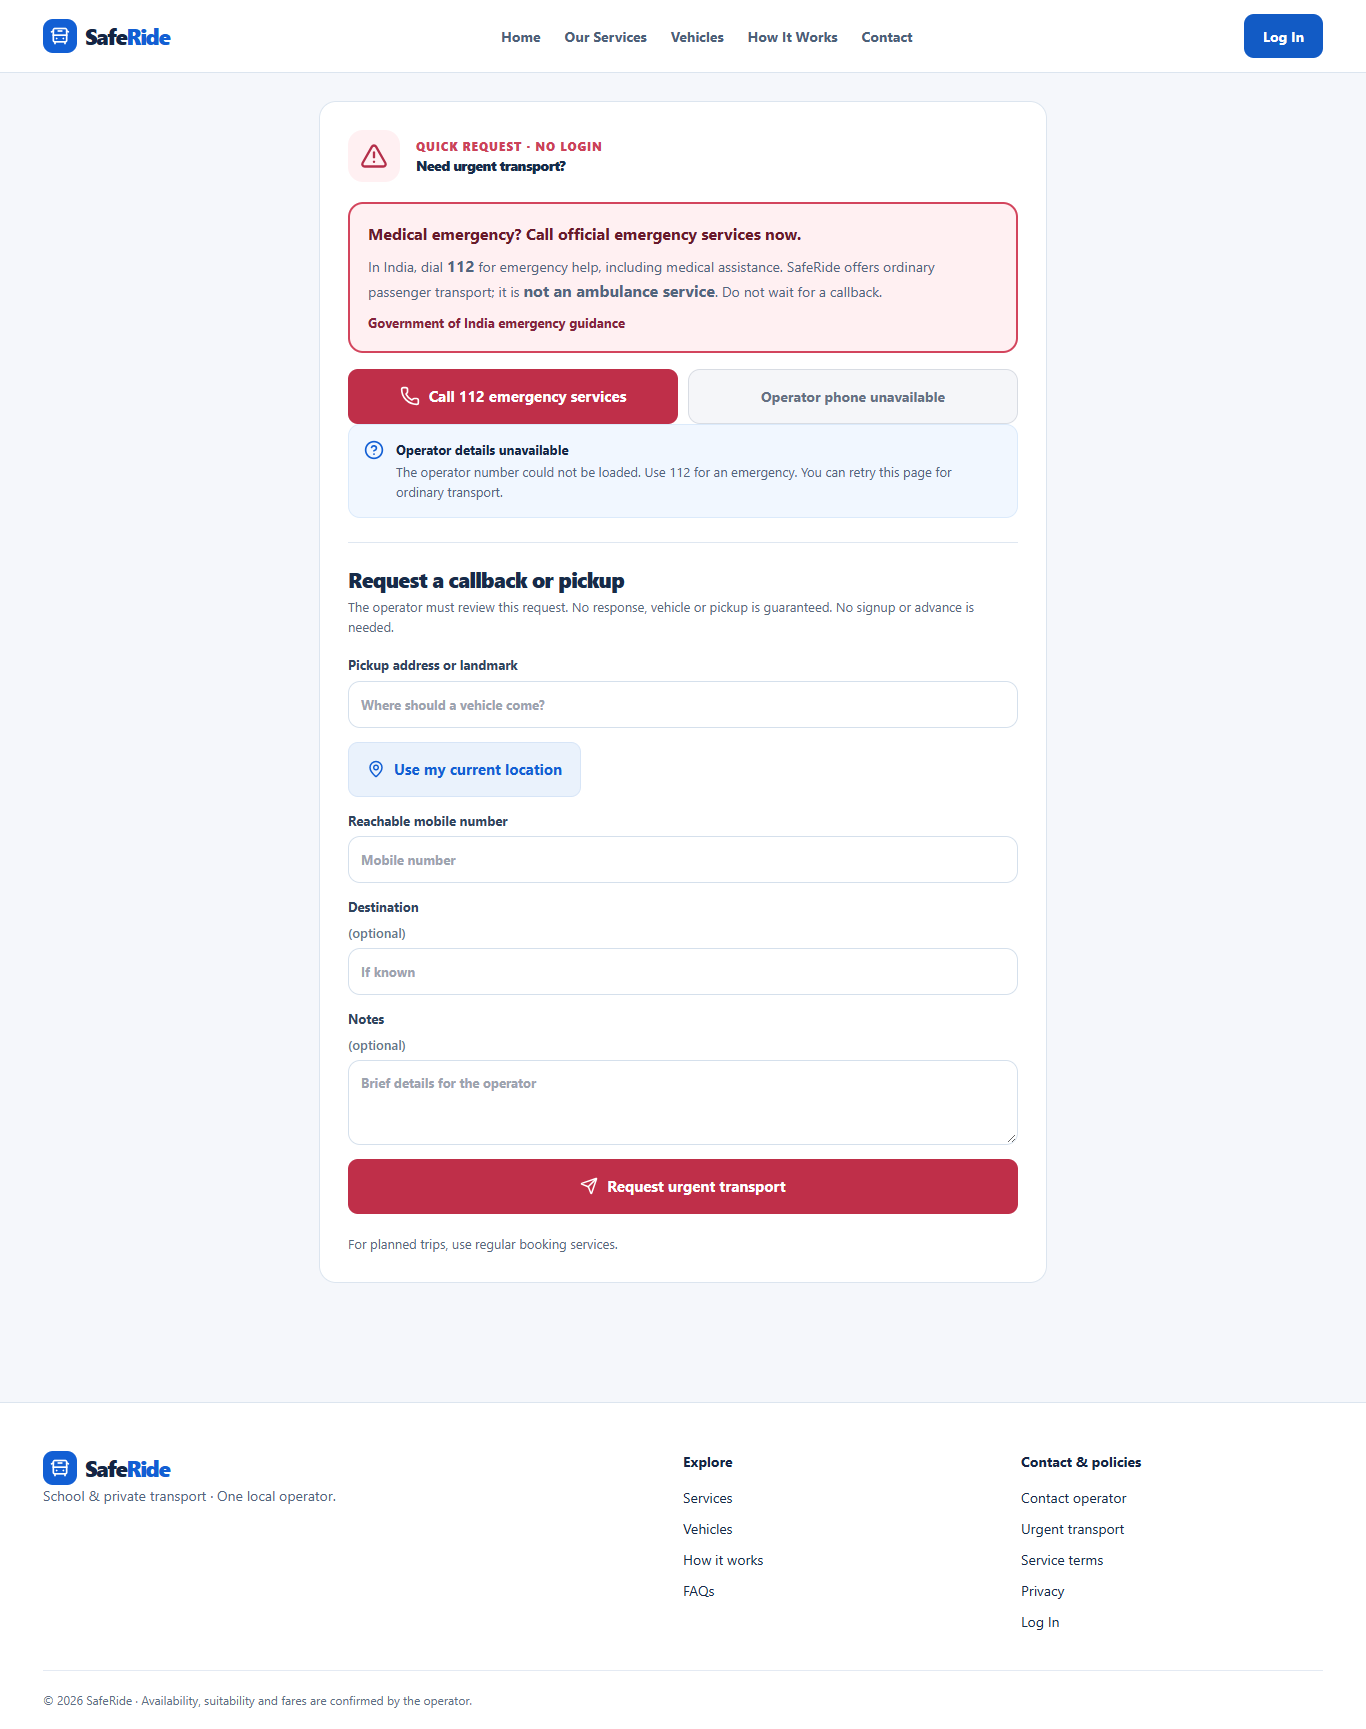 SafeRide
Home
Our Services
Vehicles
How It Works
Contact
Log In
QUICK REQUEST · NO LOGIN
Need urgent transport?
Medical emergency? Call official emergency services now.
In India, dial 112 for emergency help, including medical assistance. SafeRide offers ordinary
passenger transport; it is not an ambulance service. Do not wait for a callback.
Government of India emergency guidance
Call 112 emergency services
Operator phone unavailable
Operator details unavailable
The operator number could not be loaded. Use 112 for an emergency. You can retry this page for
ordinary transport.
Request a callback or pickup
The operator must review this request. No response, vehicle or pickup is guaranteed. No signup or advance is
needed.
Pickup address or landmark
Where should a vehicle come?
Use my current location
Reachable mobile number
Mobile number
Destination
(optional)
If known
Notes
(optional)
Brief details for the operator
Request urgent transport
For planned trips, use regular booking services.
SafeRide
School & private transport · One local operator.
Explore
Services
Vehicles
How it works
FAQs
Contact & policies
Contact operator
Urgent transport
Service terms
Privacy
Log In
© 2026 SafeRide · Availability, suitability and fares are confirmed by the operator.